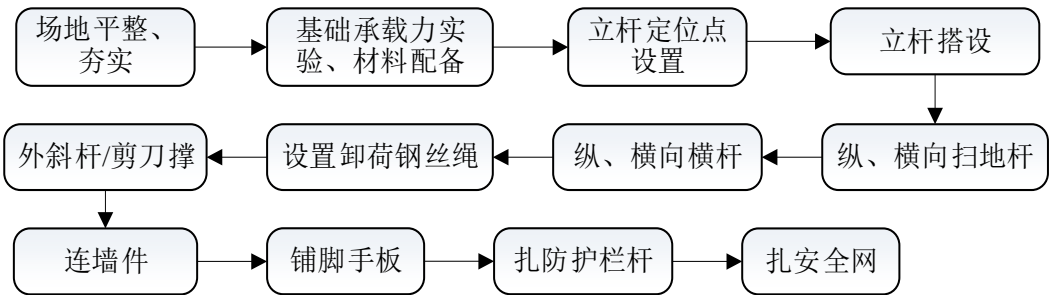 场地平整、
夯实
基础承载力实
验、材料配备
立杆定位点
设置
立杆搭设
纵、横向扫地杆
纵、横向横杆
设置卸荷钢丝绳
外斜杆/剪刀撑
连墙件
铺脚手板
扎防护栏杆
扎安全网